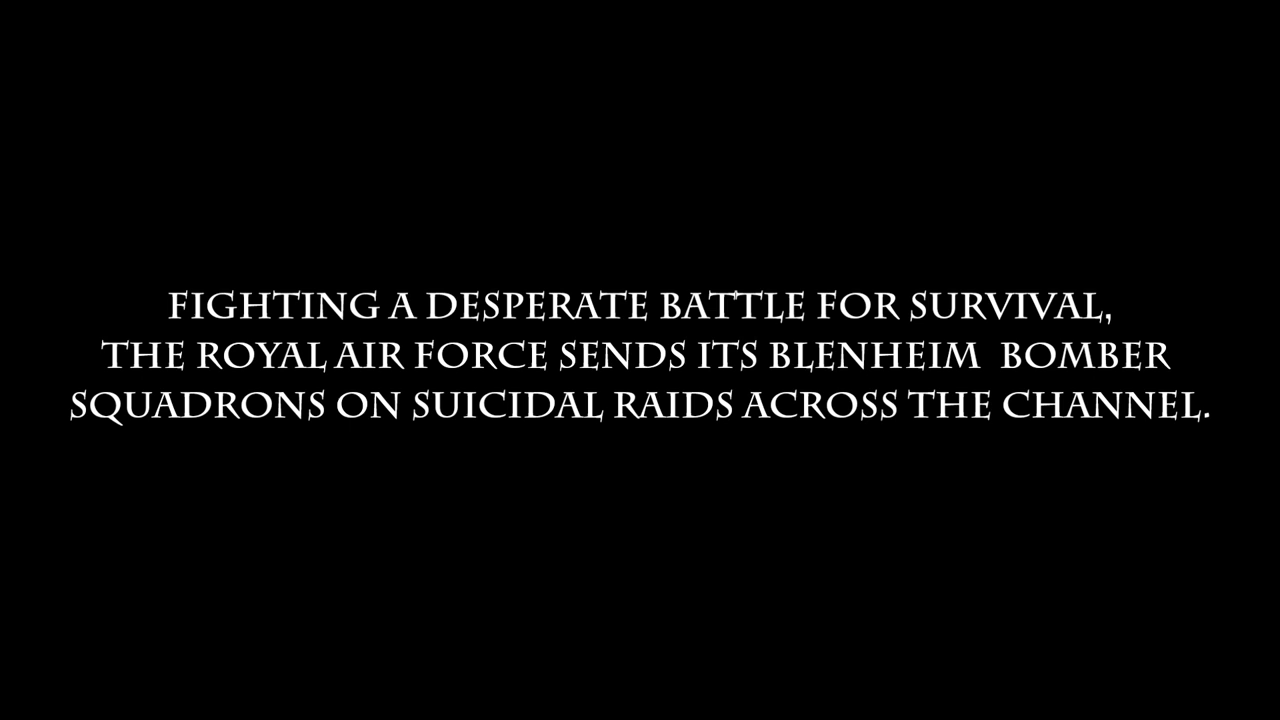 FIGHTING A DESPERATE BATTLE FOR SURVIVAL,
THE ROYAL AIR FORCE SENDS ITS BLENHEIM  BOMBER
SQUADRONS ON SUICIDAL RAIDS ACROSS THE CHANNEL.